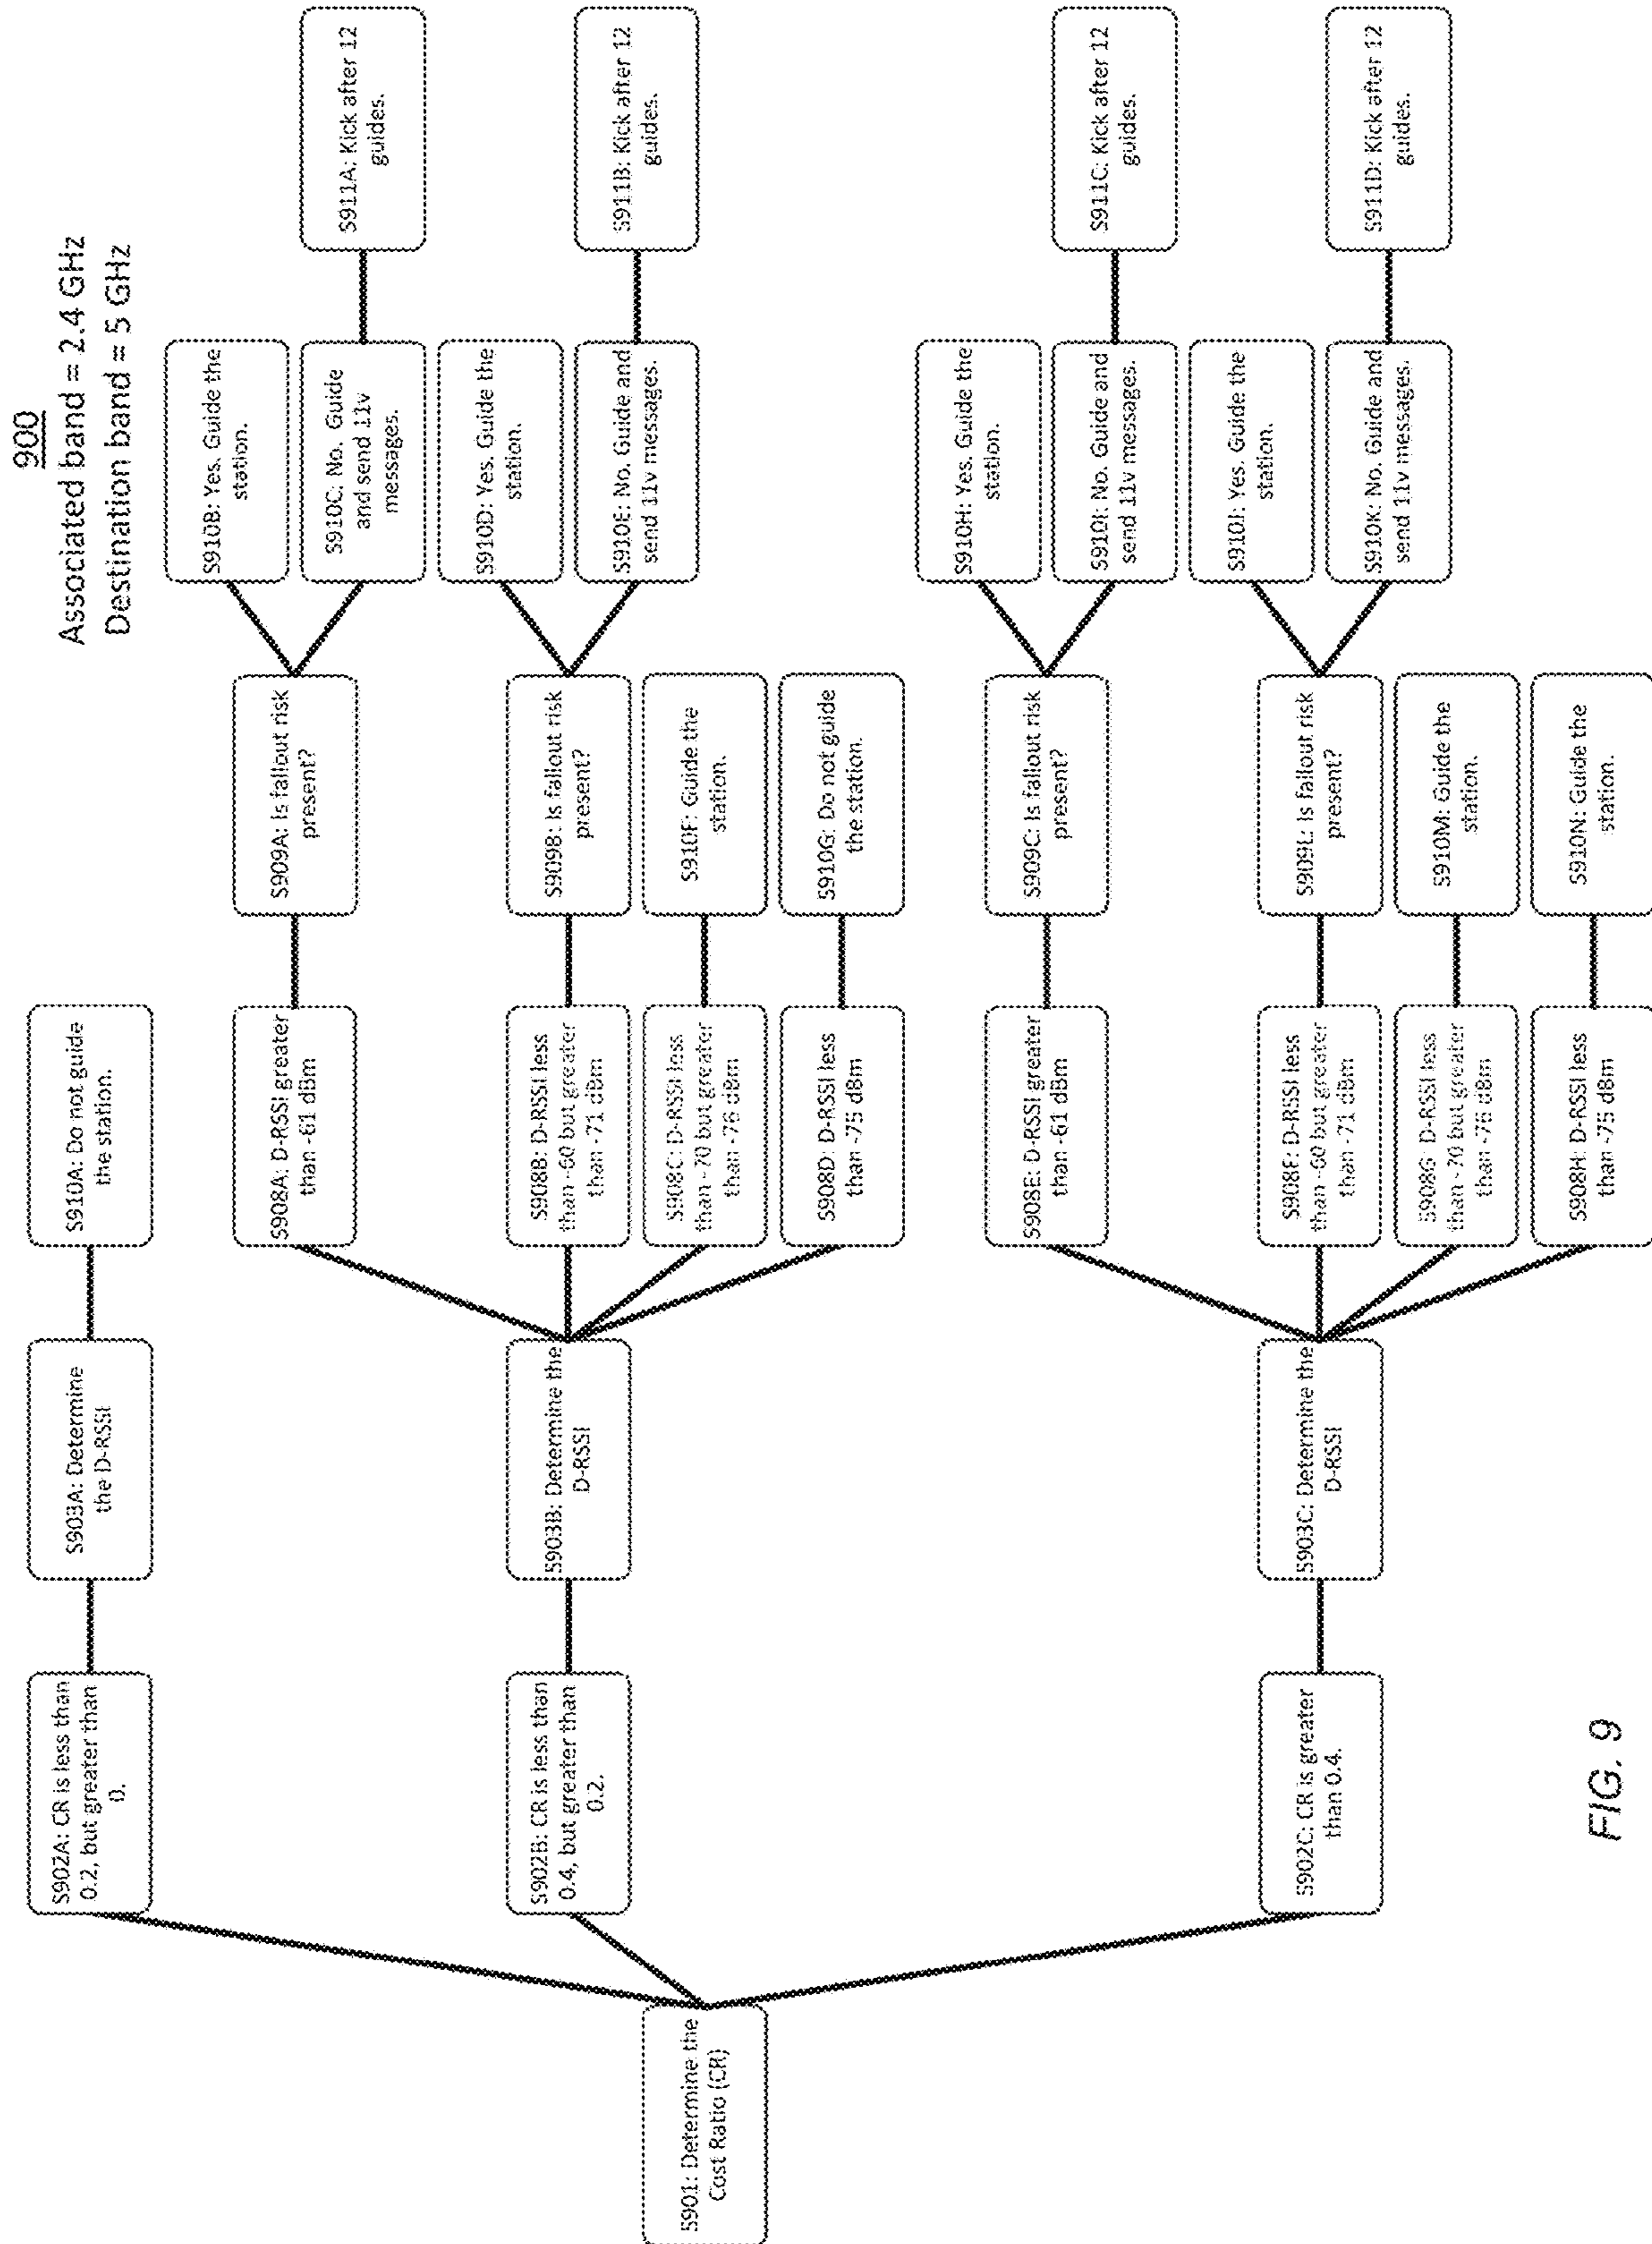 900
Associated band = 2.4 GHz
Destination band = 5 GHz
S901: Determine the
Cost Ratio (CR)
S902A: CR is less than
0.2, but greater than
0.
S903A: Determine
the D-RSSI
S910A: Do not guide
the station.
S902B: CR is less than
0.4, but greater than
0.2.
S903B: Determine the
D-RSSI
S908A: D-RSSI greater
than -61 dBm
S909A: Is fallout risk
present?
S910B: Yes. Guide the
station.
S910C: No. Guide
and send 11v
messages.
S911A: Kick after 12
guides.
S908B: D-RSSI less
than -60 but greater
than -71 dBm
S909B: Is fallout risk
present?
S910D: Yes. Guide the
station.
S910E: No. Guide and
send 11v messages.
S911B: Kick after 12
guides.
S908C: D-RSSI less
than -70 but greater
than -76 dBm
S910F: Guide the
station.
S908D: D-RSSI less
than -75 dBm
S910G: Do not guide
the station.
S902C: CR is greater
than 0.4.
S903C: Determine the
D-RSSI
S908E: D-RSSI greater
than -61 dBm
S909C: Is fallout risk
present?
S910H: Yes. Guide the
station.
S910I: No. Guide and
send 11v messages.
S911C: Kick after 12
guides.
S908F: D-RSSI less
than -60 but greater
than -71 dBm
S909L: Is fallout risk
present?
S910J: Yes. Guide the
station.
S910K: No. Guide and
send 11v messages.
S911D: Kick after 12
guides.
S908G: D-RSSI less
than -70 but greater
than -76 dBm
S910M: Guide the
station.
S908H: D-RSSI less
than -75 dBm
S910N: Guide the
station.
FIG. 9